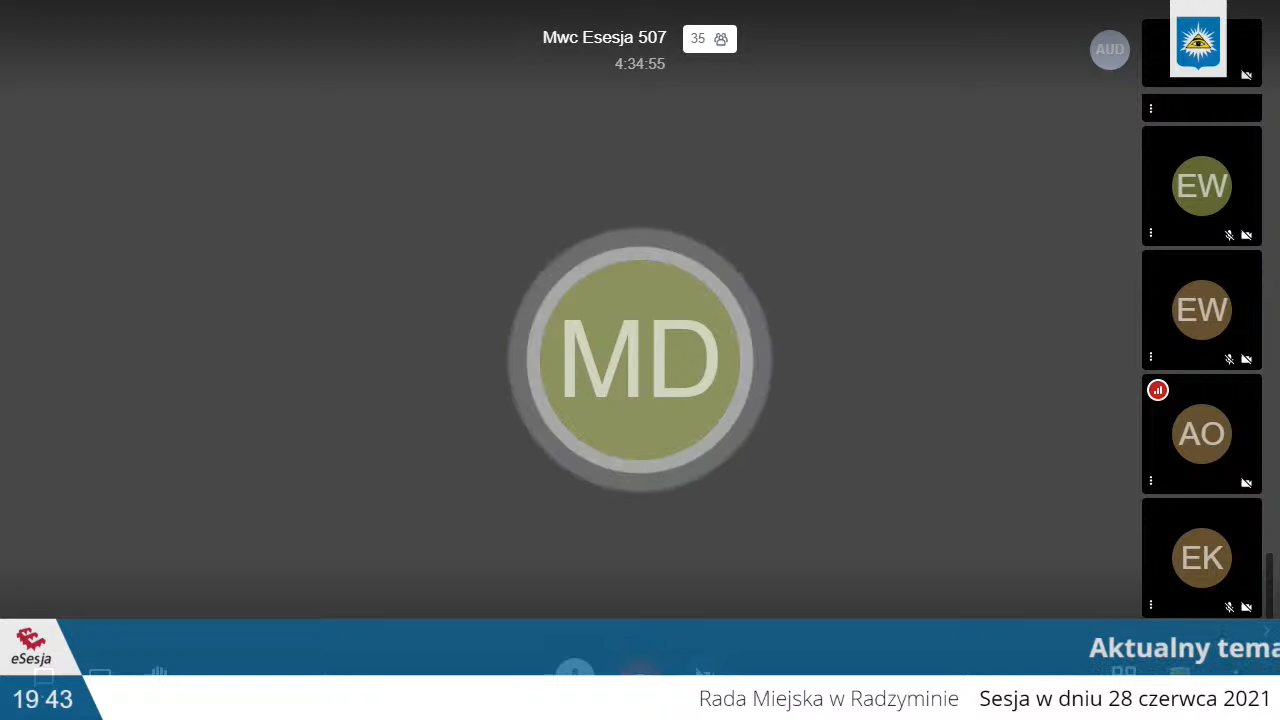 Mwc Esesja 507
35
4:34:55
AUD
EW
EW
MD
AO
EK
Aktualny tema
eSesja
19 43
Rada Miejska w Radzyminie Sesja w dniu 28 czerwca 2021